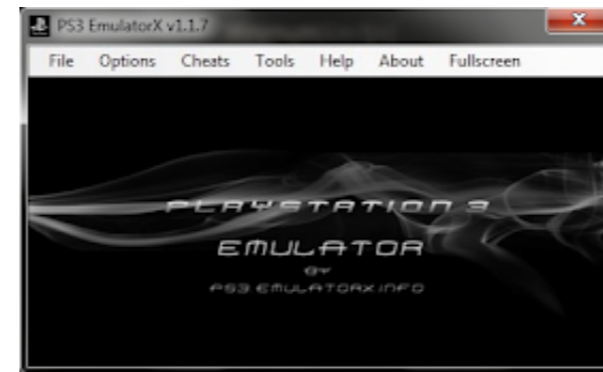 PS3 EmulatorX v1.1.7
File Options Cheats Tools Help About Fullscreen
PLAYSTATION 3
EMULATOR
BY
PS3 EMULATORX.INFO